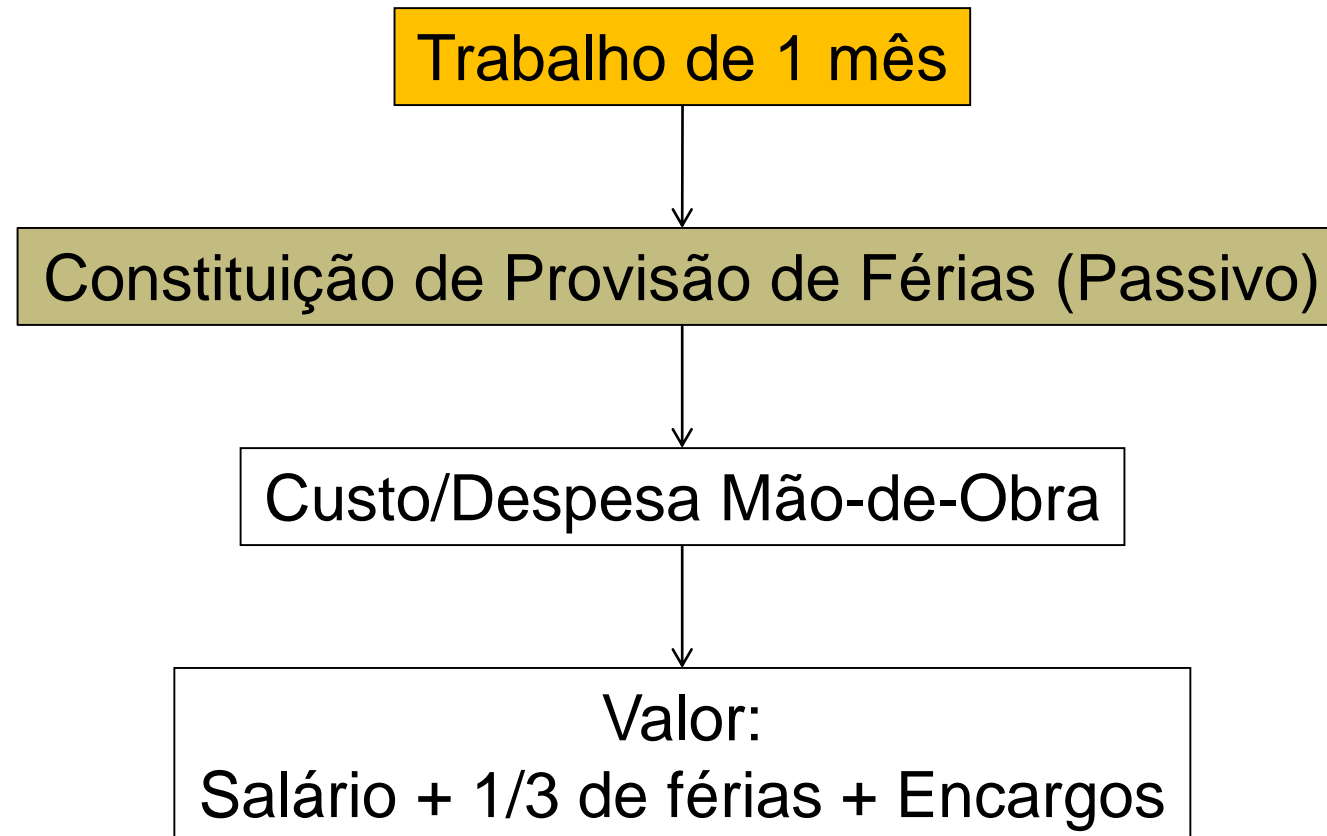 Trabalho de 1 mês
Constituição de Provisão de Férias (Passivo)
Custo/Despesa Mão-de-Obra
Valor:
Salário + 1/3 de férias + Encargos